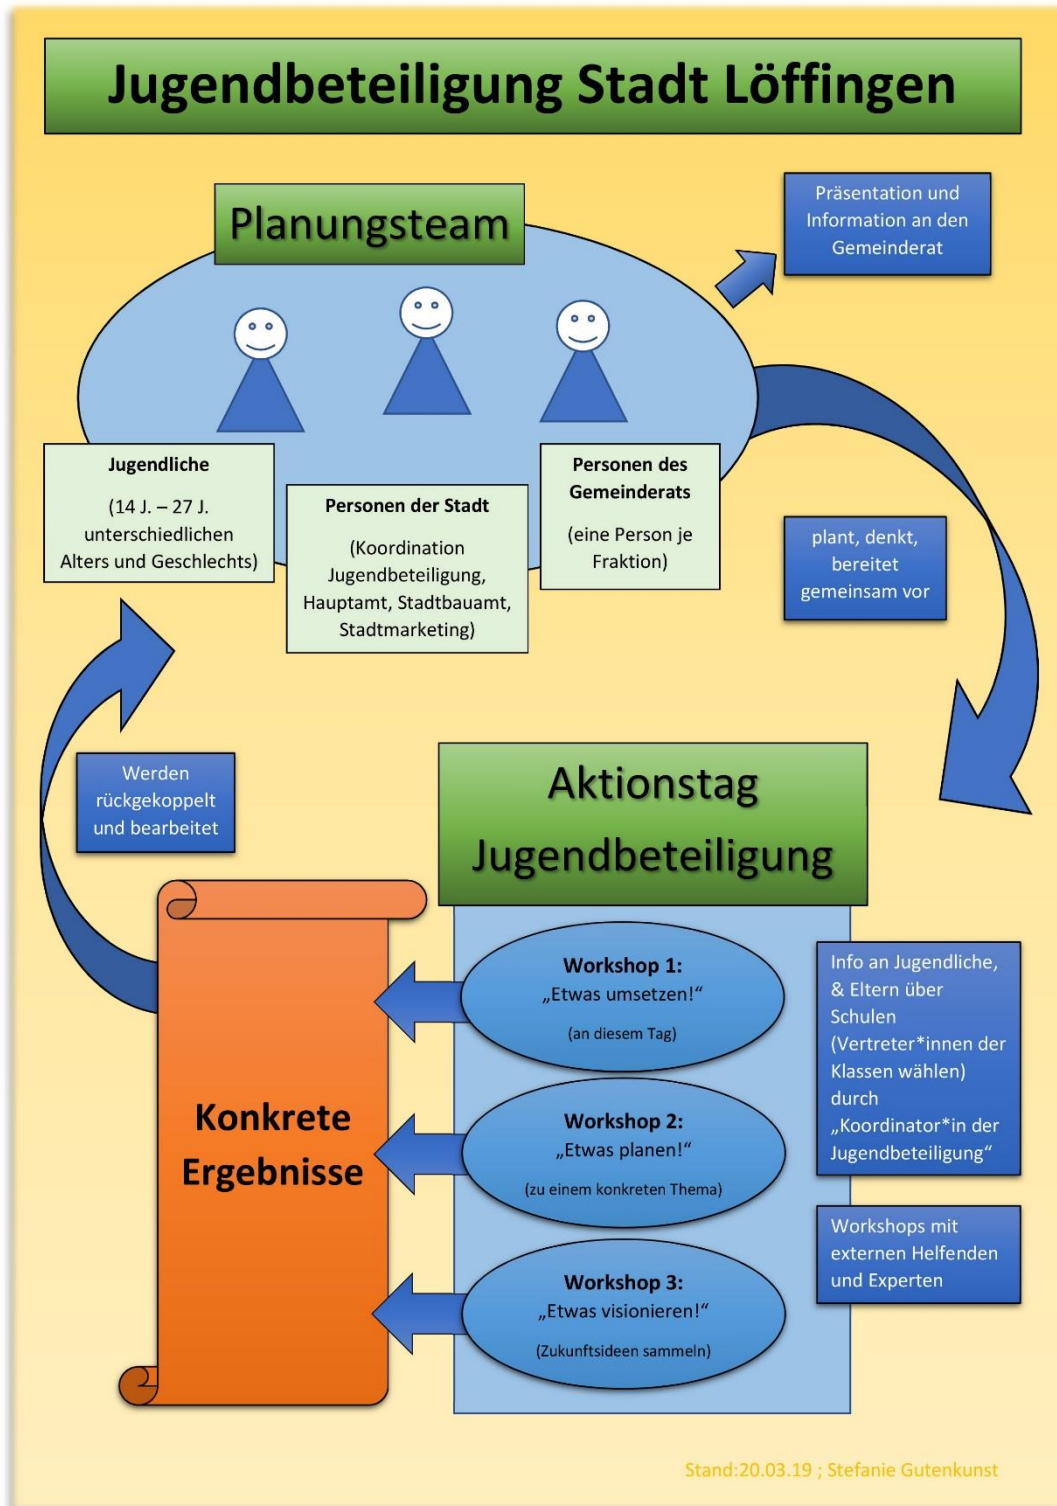 Jugendbeteiligung Stadt Löffingen
Planungsteam
Präsentation und
Information an den
Gemeinderat
Jugendliche
(14 J. – 27 J.
unterschiedlichen
Alters und Geschlechts)
Personen der Stadt
(Koordination
Jugendbeteiligung,
Hauptamt, Stadtbauamt,
Stadtmarketing)
Personen des
Gemeinderats
(eine Person je
Fraktion)
plant, denkt,
bereitet
gemeinsam vor
Werden
rückgekoppelt
und bearbeitet
Aktionstag
Jugendbeteiligung
Workshop 1:
„Etwas umsetzen!“
(an diesem Tag)
Workshop 2:
„Etwas planen!“
(zu einem konkreten Thema)
Workshop 3:
„Etwas visionieren!“
(Zukunftsideen sammeln)
Konkrete
Ergebnisse
Info an Jugendliche,
& Eltern über
Schulen
(Vertreter*innen der
Klassen wählen)
durch
„Koordinator*in der
Jugendbeteiligung“
Workshops mit
externen Helfenden
und Experten
Stand:20.03.19 ; Stefanie Gutenkunst